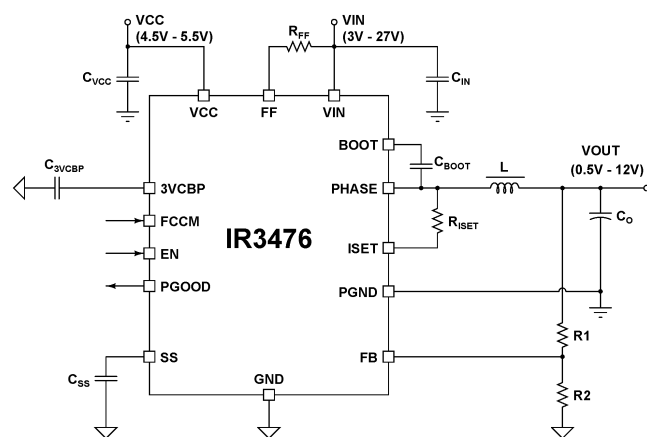 VCC
(4.5V - 5.5V)
VIN
(3V - 27V)
RFF
CVCC
CIN
VCC
FF
VIN
BOOT
CBOOT
VOUT
(0.5V - 12V)
L
C3VCBP
3VCBP
PHASE
FCCM
RISET
CO
IR3476
EN
ISET
PGOOD
PGND
R1
SS
FB
CSS
GND
R2